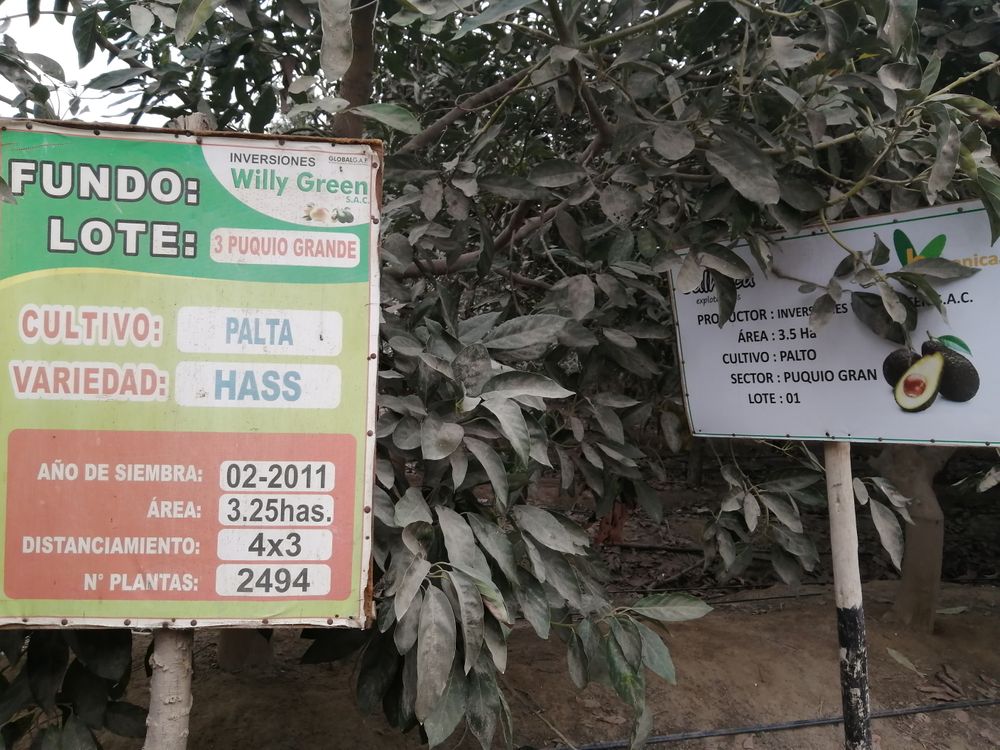 FUNDO:
LOTE:
INVERSIONES
GLOBALG.A.P.
Willy Green
S.A.C.
3 PUQUIO GRANDE
CULTIVO: PALTA
VARIEDAD: HASS
AÑO DE SIEMBRA: 02-2011
ÁREA: 3.25has.
DISTANCIAMIENTO: 4x3
N° PLANTAS: 2494
PRODUCTOR : INVERSIONES S.A.C.
ÁREA : 3.5 Ha
CULTIVO : PALTO
SECTOR : PUQUIO GRAN
LOTE : 01